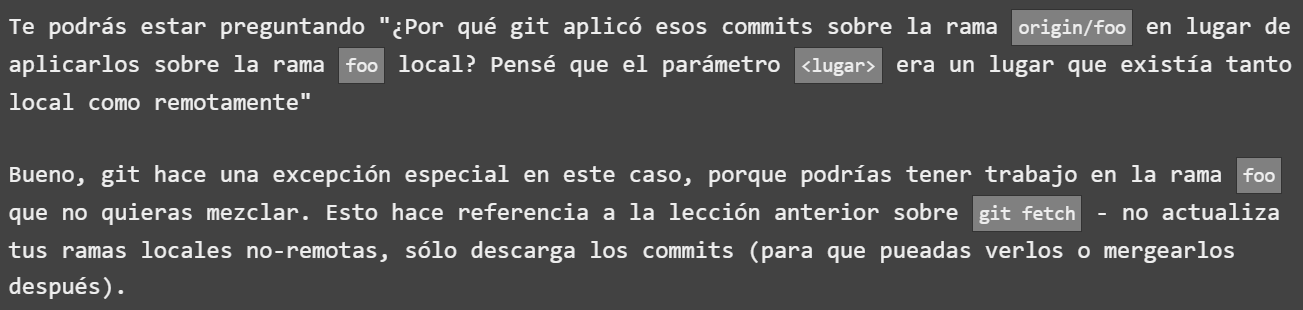 Te podrás estar preguntando "¿Por qué git aplicó esos commits sobre la rama origin/foo en lugar de
aplicarlos sobre la rama foo local? Pensé que el parámetro <lugar> era un lugar que existía tanto
local como remotamente"
Bueno, git hace una excepción especial en este caso, porque podrías tener trabajo en la rama foo
que no quieras mezclar. Esto hace referencia a la lección anterior sobre git fetch - no actualiza
tus ramas locales no-remotas, sólo descarga los commits (para que pueadas verlos o mergearlos
después).